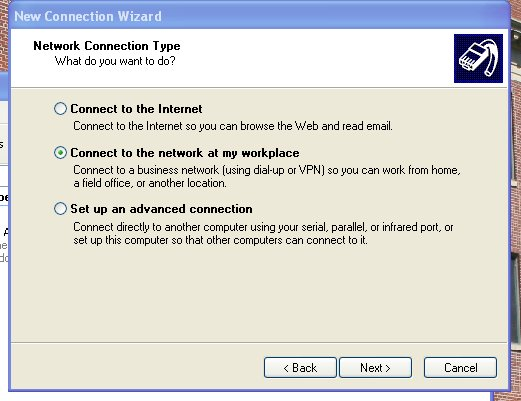 New Connection Wizard
Network Connection Type
What do you want to do?
Connect to the Internet
Connect to the Internet so you can browse the Web and read email.
Connect to the network at my workplace
Connect to a business network (using dial-up or VPN) so you can work from home,
a field office, or another location.
Set up an advanced connection
Connect directly to another computer using your serial, parallel, or infrared port, or
set up this computer so that other computers can connect to it.
< Back
Next >
Cancel